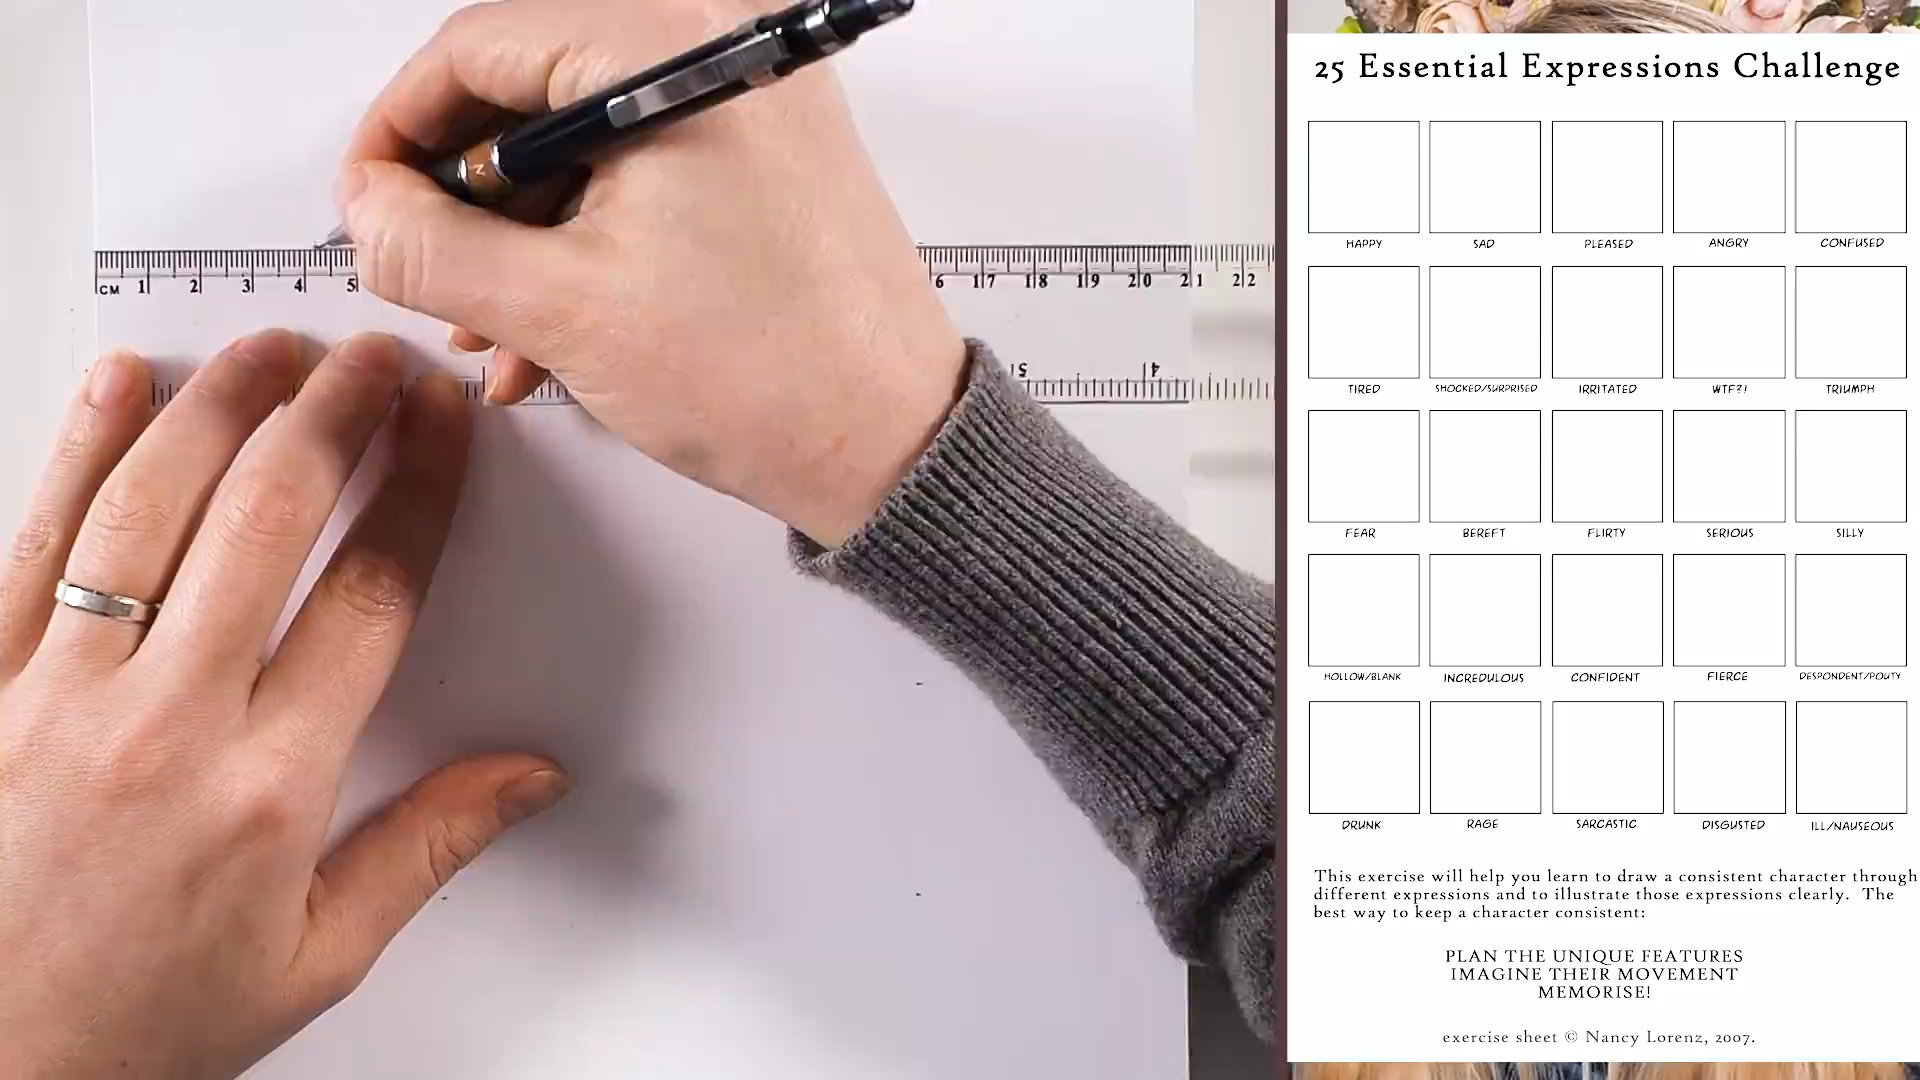 25 Essential Expressions Challenge
HAPPY SAD PLEASED ANGRY CONFUSED
TIRED SHOCKED/SURPRISED IRRITATED WTF?! TRIUMPH
FEAR BEREFT FLIRTY SERIOUS SILLY
HOLLOW/BLANK INCREDULOUS CONFIDENT FIERCE DESPONDENT/POUTY
DRUNK RAGE SARCASTIC DISGUSTED ILL/NAUSEOUS
This exercise will help you learn to draw a consistent character through
different expressions and to illustrate those expressions clearly. The
best way to keep a character consistent:
PLAN THE UNIQUE FEATURES
IMAGINE THEIR MOVEMENT
MEMORISE!
exercise sheet © Nancy Lorenz, 2007.
CM 1 2 3 4 5 6 17 18 19 20 21 22
5 4